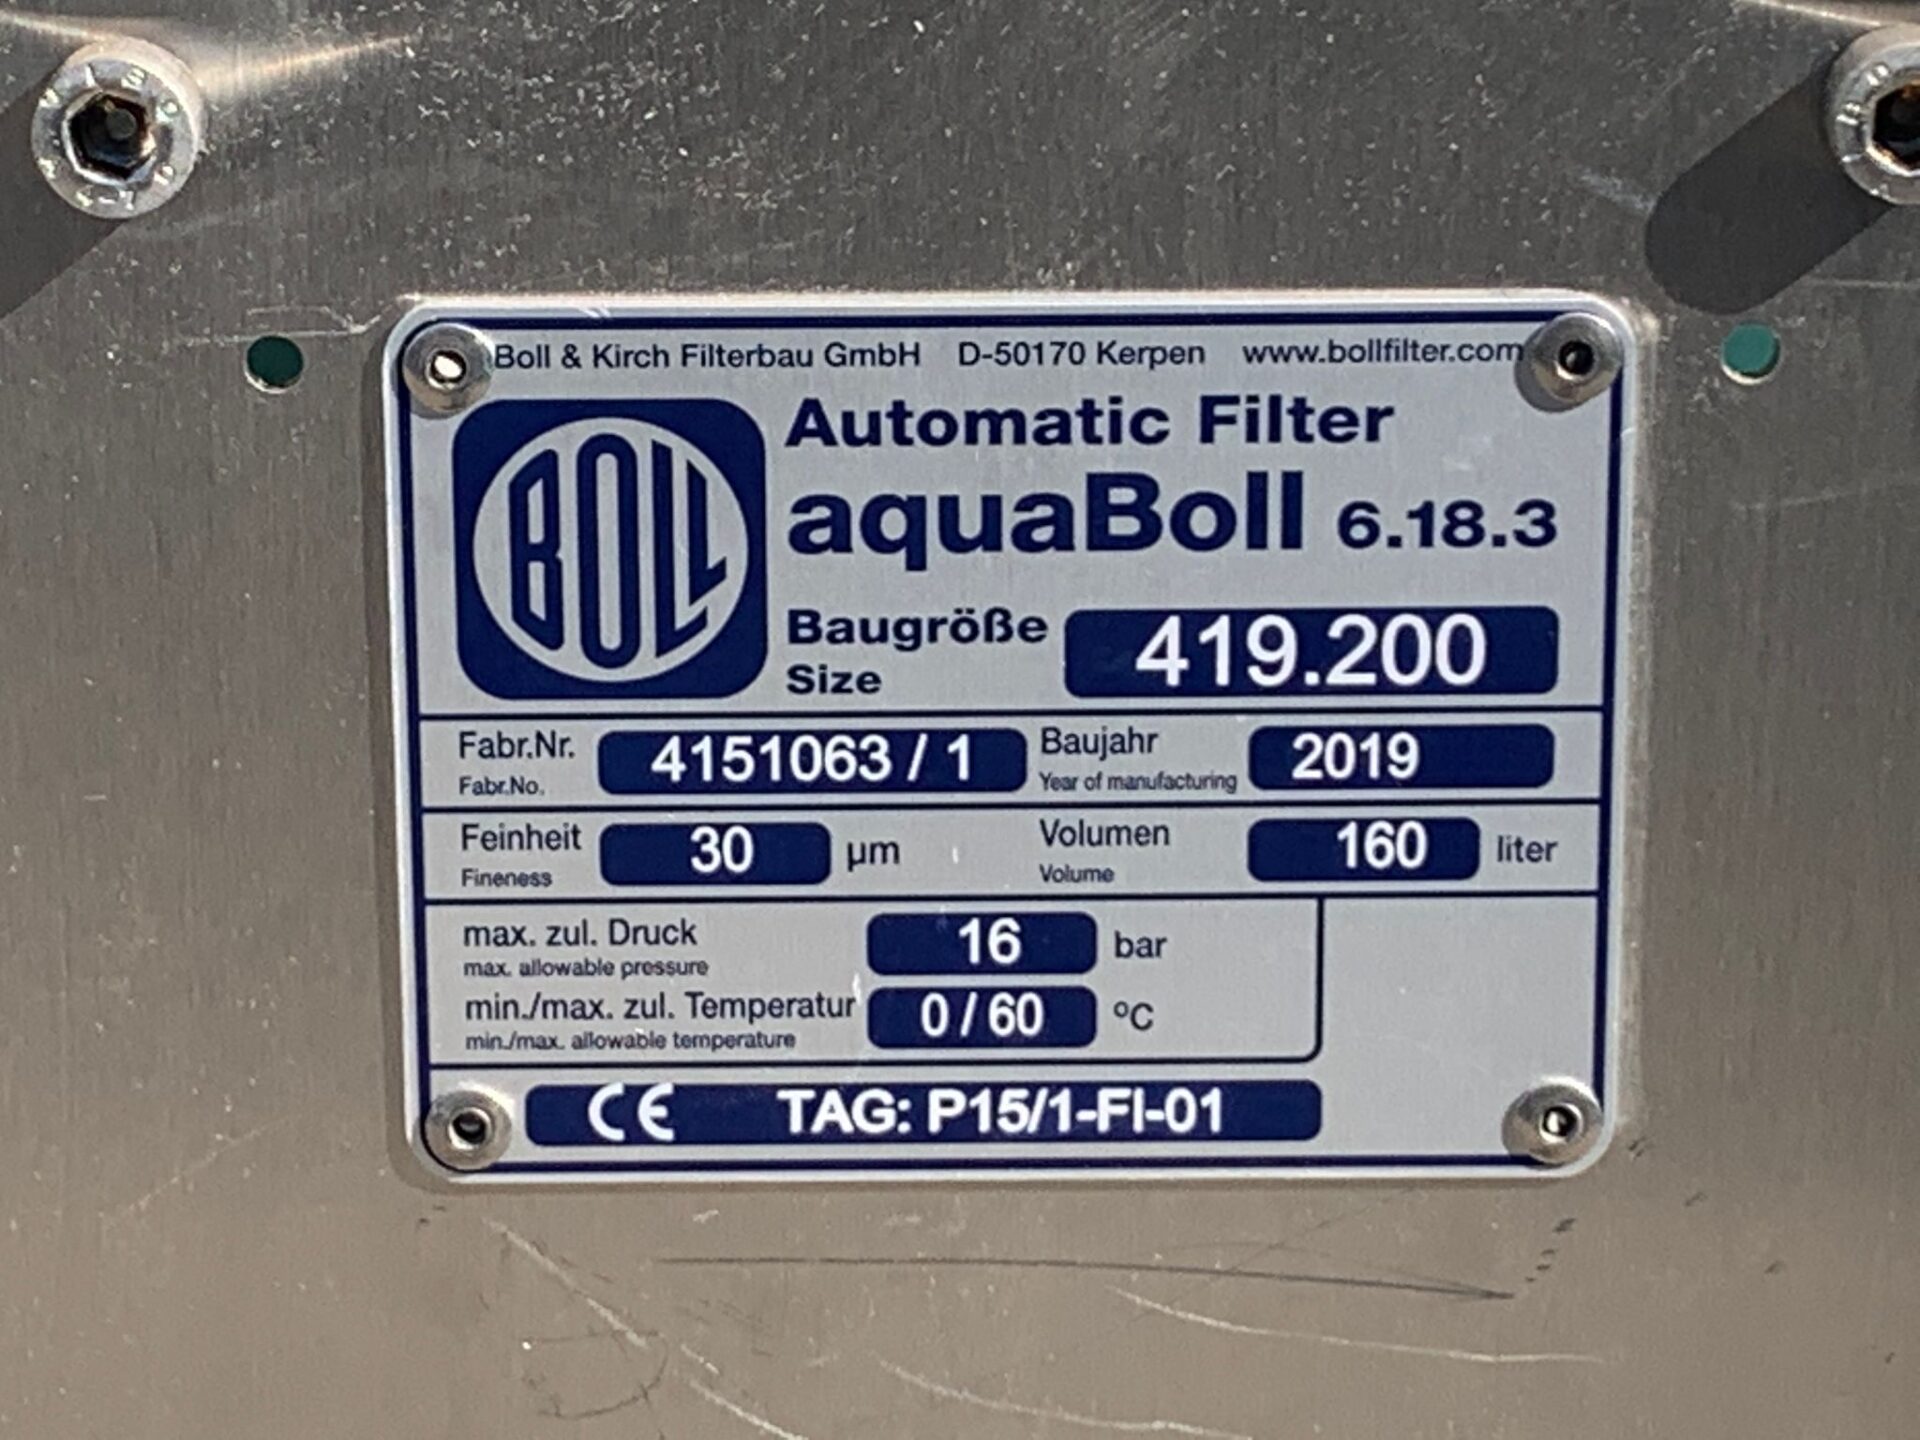 Boll & Kirch Filterbau GmbH D-50170 Kerpen www.bollfilter.com
BOLL
Automatic Filter
aquaBoll 6.18.3
Baugröße 419.200
Size
Fabr.Nr. 4151063 / 1 Baujahr 2019
Fabr.No. Year of manufacturing
Feinheit 30 µm Volumen 160 liter
Fineness Volume
max. zul. Druck 16 bar
max. allowable pressure
min./max. zul. Temperatur 0 / 60 °C
min./max. allowable temperature
CE TAG: P15/1-FI-01